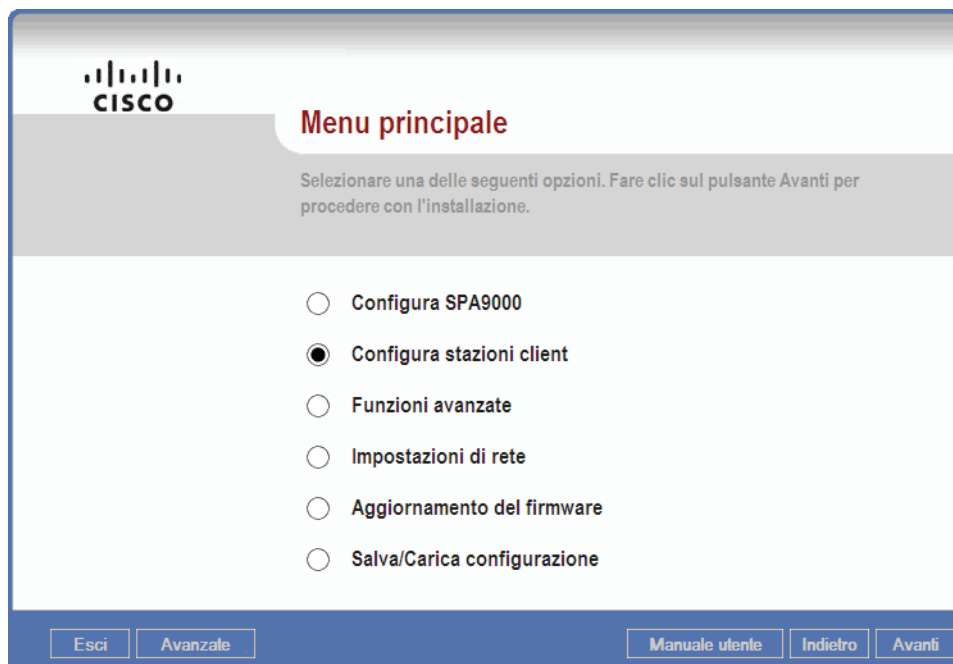 CISCO
Menu principale
Selezionare una delle seguenti opzioni. Fare clic sul pulsante Avanti per
procedere con l'installazione.
Configura SPA9000
Configura stazioni client
Funzioni avanzate
Impostazioni di rete
Aggiornamento del firmware
Salva/Carica configurazione
Esci Avanzate Manuale utente Indietro Avanti